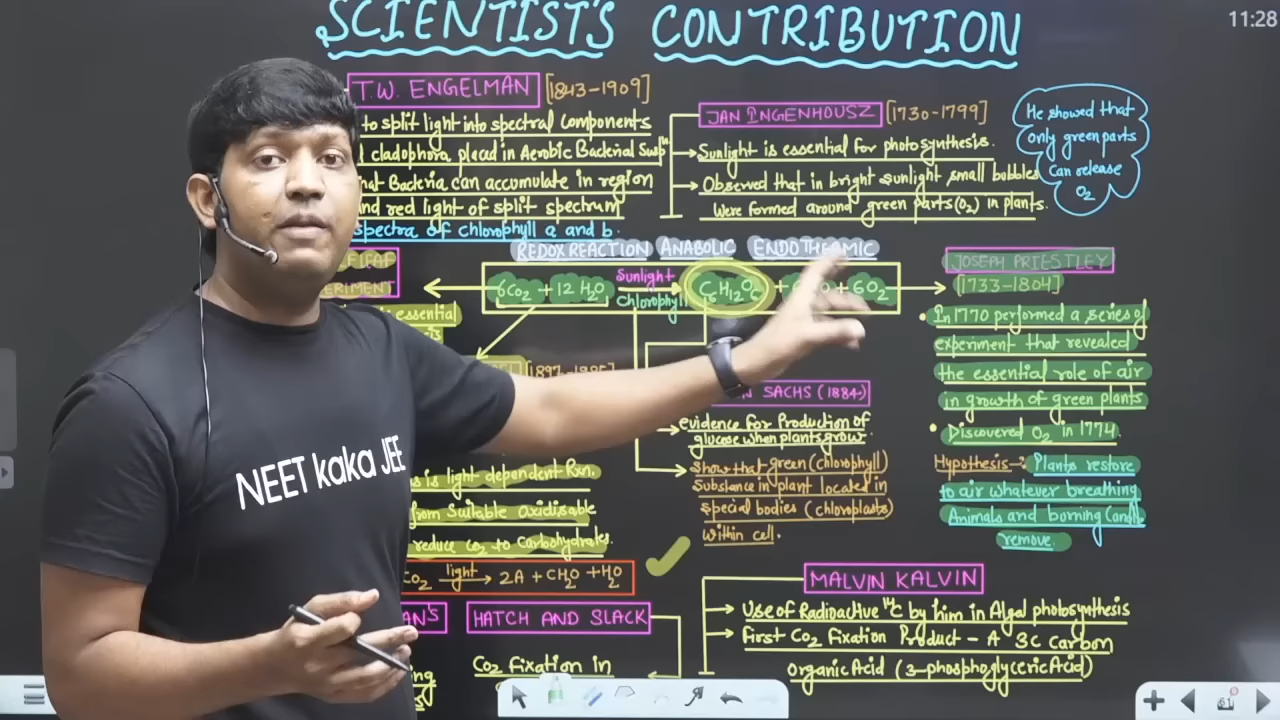 SCIENTIST'S CONTRIBUTION
11:28
T.W. ENGELMAN [1843-1909]
to split light into spectral components
cladophora placed in Aerobic Bacterial Suspⁿ
Bacteria can accumulate in region
and red light of split spectrum
spectra of chlorophyll a and b.
JAN INGENHOUSZ [1730-1799]
Sunlight is essential for photosynthesis.
Observed that in bright sunlight small bubbles
were formed around green parts (O₂) in plants.
He showed that
only green parts
can release
O₂
REDOX REACTION ANABOLIC ENDOTHERMIC
6CO₂ + 12 H₂O Sunlight Chlorophyll C₆H₁₂O₆ + 6 O + 6O₂
essential
JOSEPH PRIESTLEY
[1733-1804]
In 1770 performed a series of
experiment that revealed
the essential role of air
in growth of green plants
Discovered O₂ in 1774.
Hypothesis → Plants restore
to air whatever breathing
Animals and burning candle
remove.
SACHS (1884)
evidence for Production of
glucose when plants grow.
Show that green (chlorophyll)
Substance in plant located in
special bodies (chloroplasts)
within cell.
is light dependent Rxn.
from Suitable oxidisable
reduce CO₂ to Carbohydrates.
CO₂ light → 2A + CH₂O + H₂O
HATCH AND SLACK
CO₂ fixation in
MALVIN KALVIN
Use of Radioactive ¹⁴C by him in Algal photosynthesis
First CO₂ fixation Product - A 3C carbon
organic Acid (3-phosphoglyceric Acid)
NEET kaka JEE
61